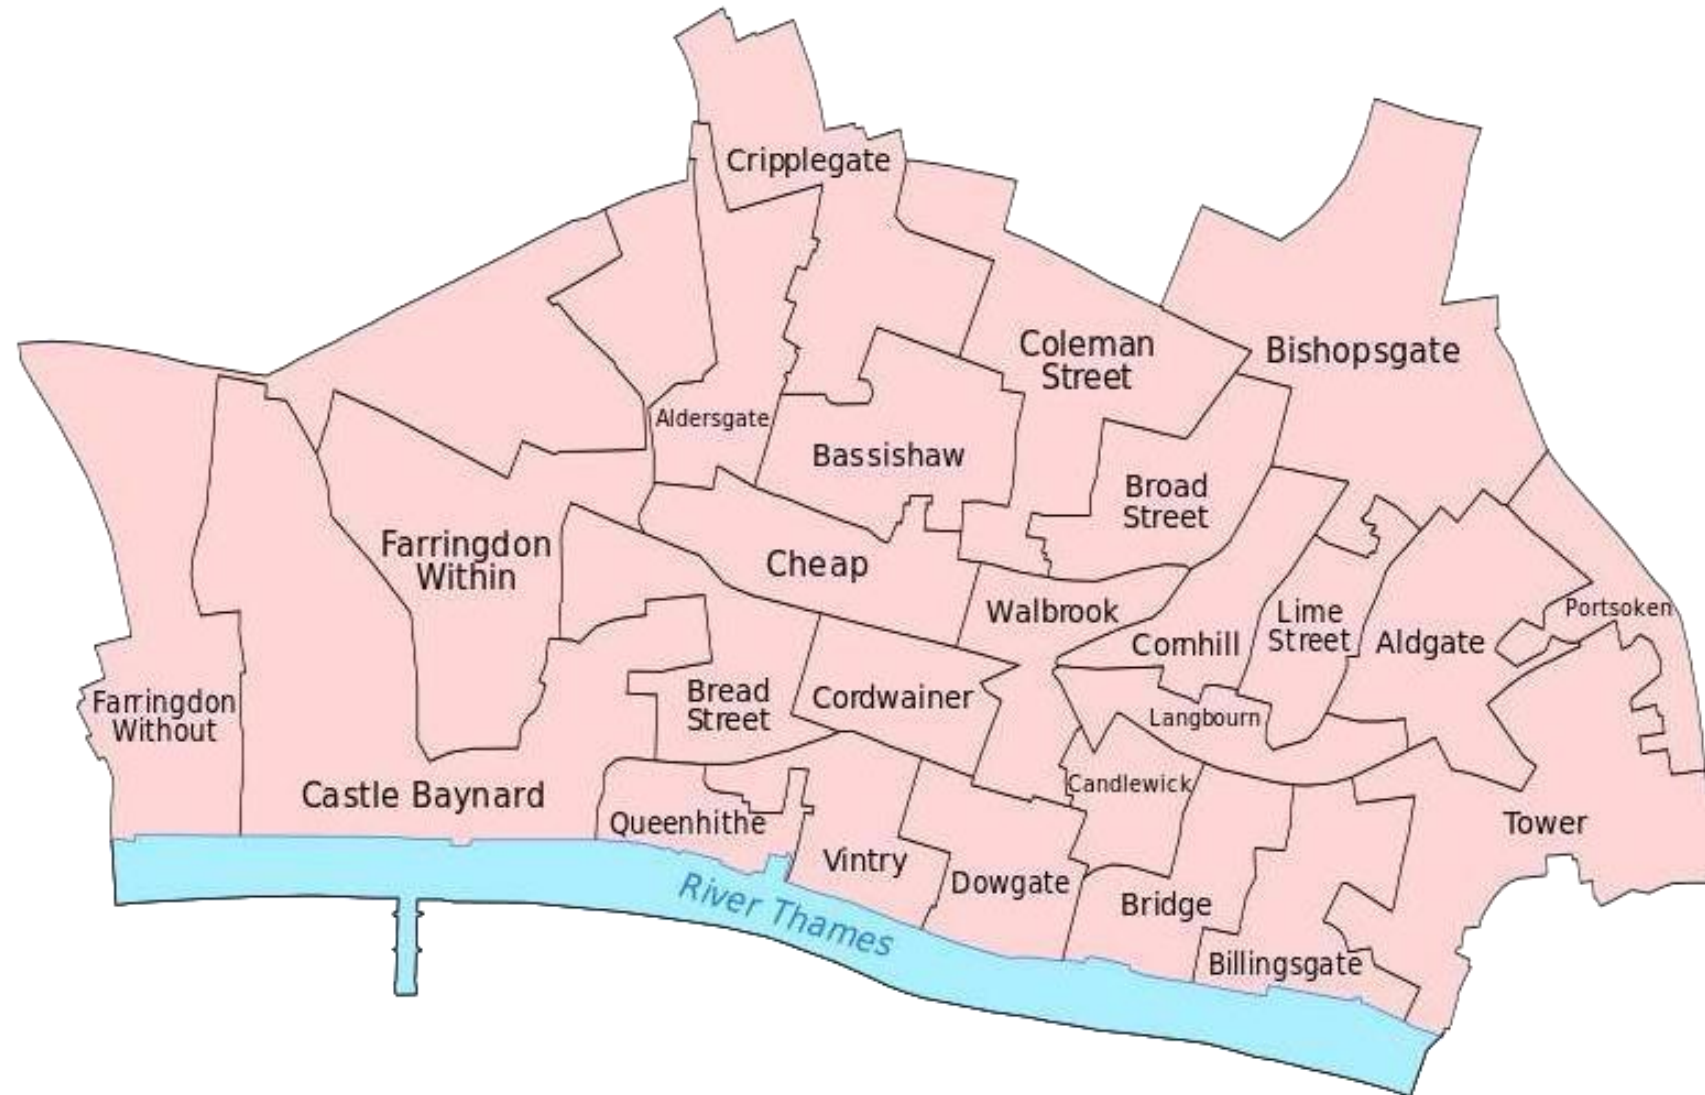 Cripplegate
Coleman
Street
Bishopsgate
Aldersgate
Bassishaw
Broad
Street
Farringdon
Within
Cheap
Walbrook
Cornhill
Lime
Street
Aldgate
Portsoken
Farringdon
Without
Bread
Street
Cordwainer
Langbourn
Castle Baynard
Candlewick
Queenhithe
Tower
Vintry
Dowgate
Bridge
Billingsgate
River Thames